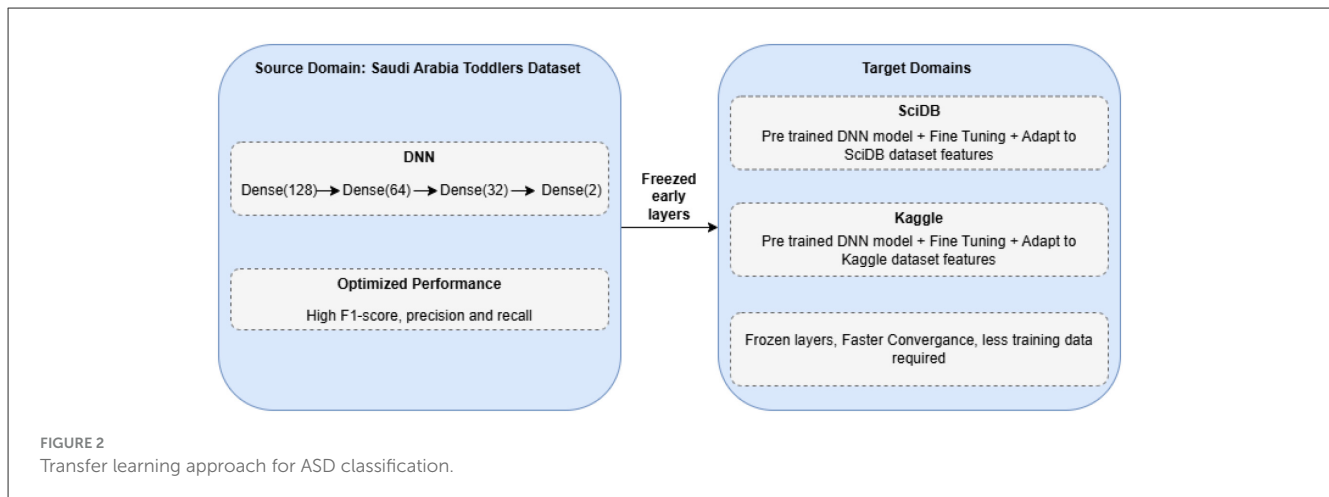 Source Domain: Saudi Arabia Toddlers Dataset
DNN
Dense(128) Dense(64) Dense(32) Dense(2)
Optimized Performance
High F1-score, precision and recall
Freezed
early
layers
Target Domains
SciDB
Pre trained DNN model + Fine Tuning + Adapt to
SciDB dataset features
Kaggle
Pre trained DNN model + Fine Tuning + Adapt to
Kaggle dataset features
Frozen layers, Faster Convergance, less training data
required
FIGURE 2
Transfer learning approach for ASD classification.